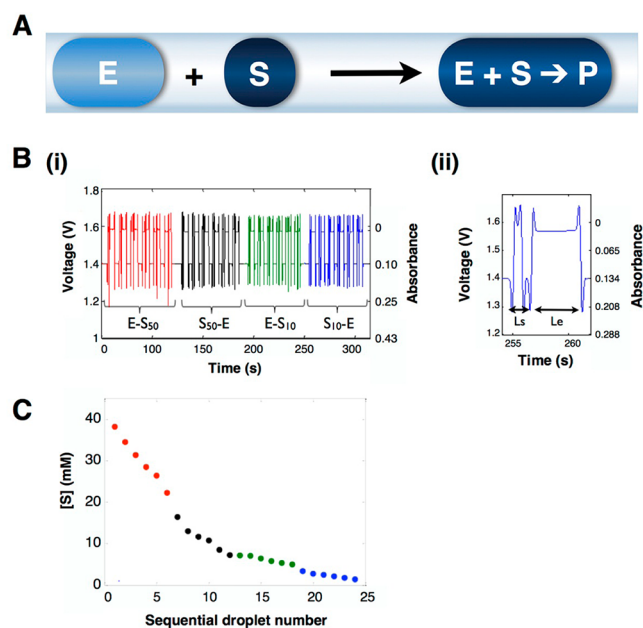 A
E + S E + S → P
B (i) (ii)
Voltage (V)
1.8
1.6
1.4
1.2
1
0
0.10
0.25
0.43
Absorbance
E-S50 S50-E E-S10 S10-E
0 50 100 150 200 250 300
Time (s)
Voltage (V)
1.6
1.5
1.4
1.3
1.2
0
0.065
0.134
0.208
0.288
Absorbance
Ls Le
255 260
Time (s)
C
[S] (mM)
40
30
20
10
0
0 5 10 15 20 25
Sequential droplet number